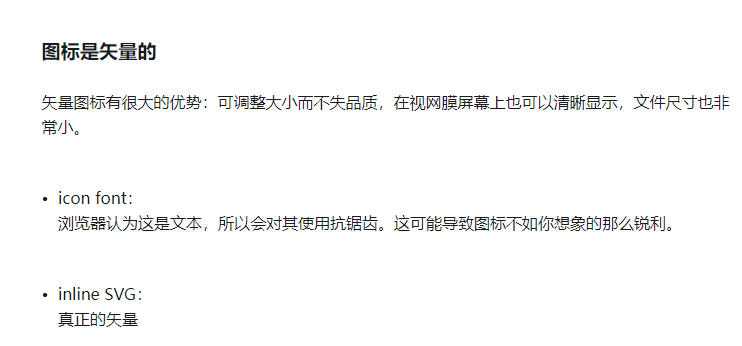 图标是矢量的
矢量图标有很大的优势：可调整大小而不失品质，在视网膜屏幕上也可以清晰显示，文件尺寸也非
常小。
• icon font：
浏览器认为这是文本，所以会对其使用抗锯齿。这可能导致图标不如你想象的那么锐利。
• inline SVG：
真正的矢量